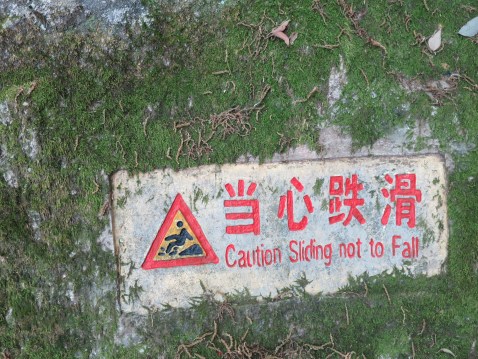 当心跌滑
Caution Sliding not to Fall